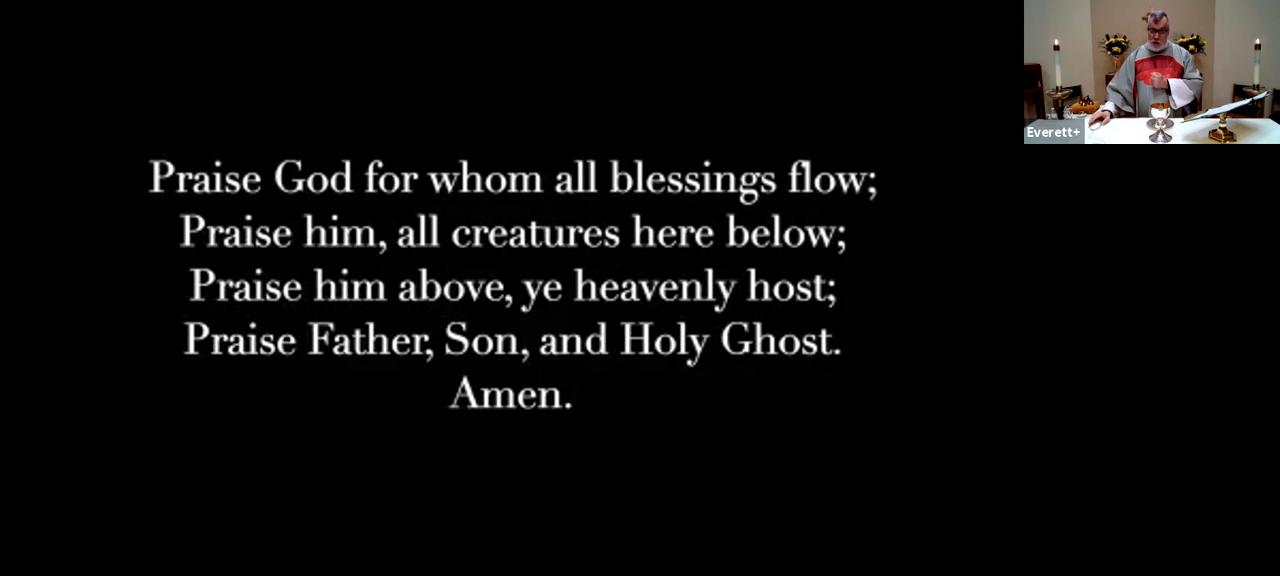 Praise God for whom all blessings flow;
Praise him, all creatures here below;
Praise him above, ye heavenly host;
Praise Father, Son, and Holy Ghost.
Amen.
Everett+